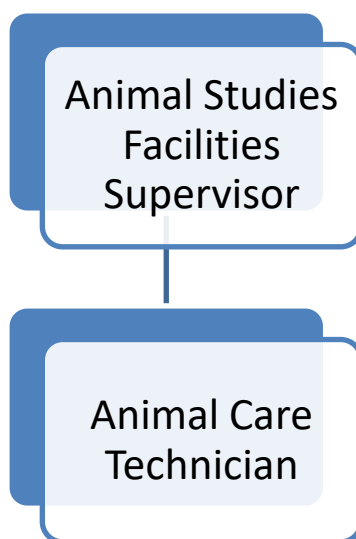 Animal Studies
Facilities
Supervisor
Animal Care
Technician